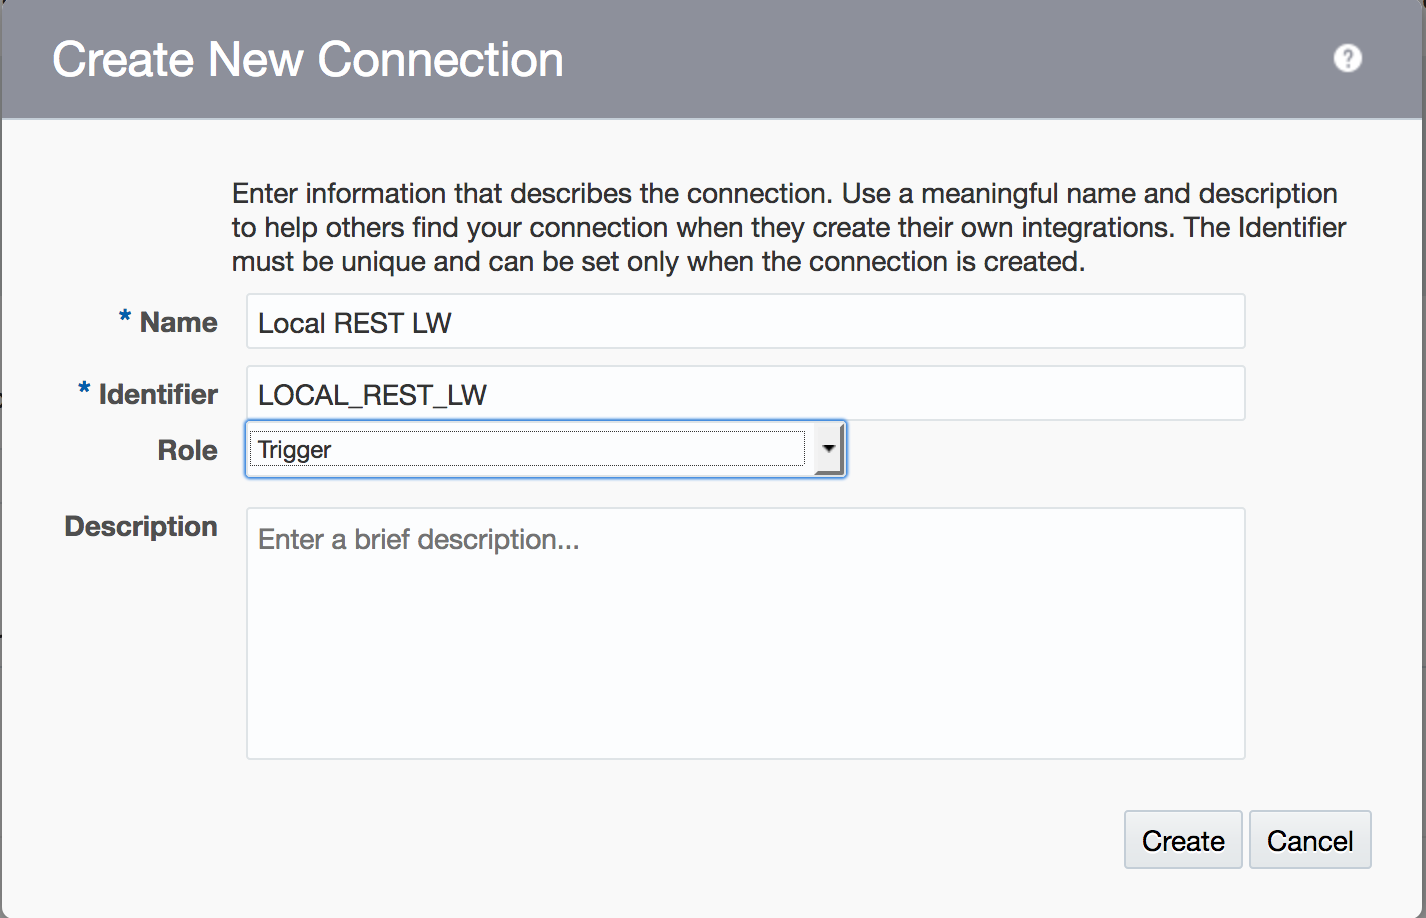 Create New Connection
?
Enter information that describes the connection. Use a meaningful name and description
to help others find your connection when they create their own integrations. The Identifier
must be unique and can be set only when the connection is created.
* Name Local REST LW
* Identifier LOCAL_REST_LW
Role Trigger
Description Enter a brief description...
Create Cancel